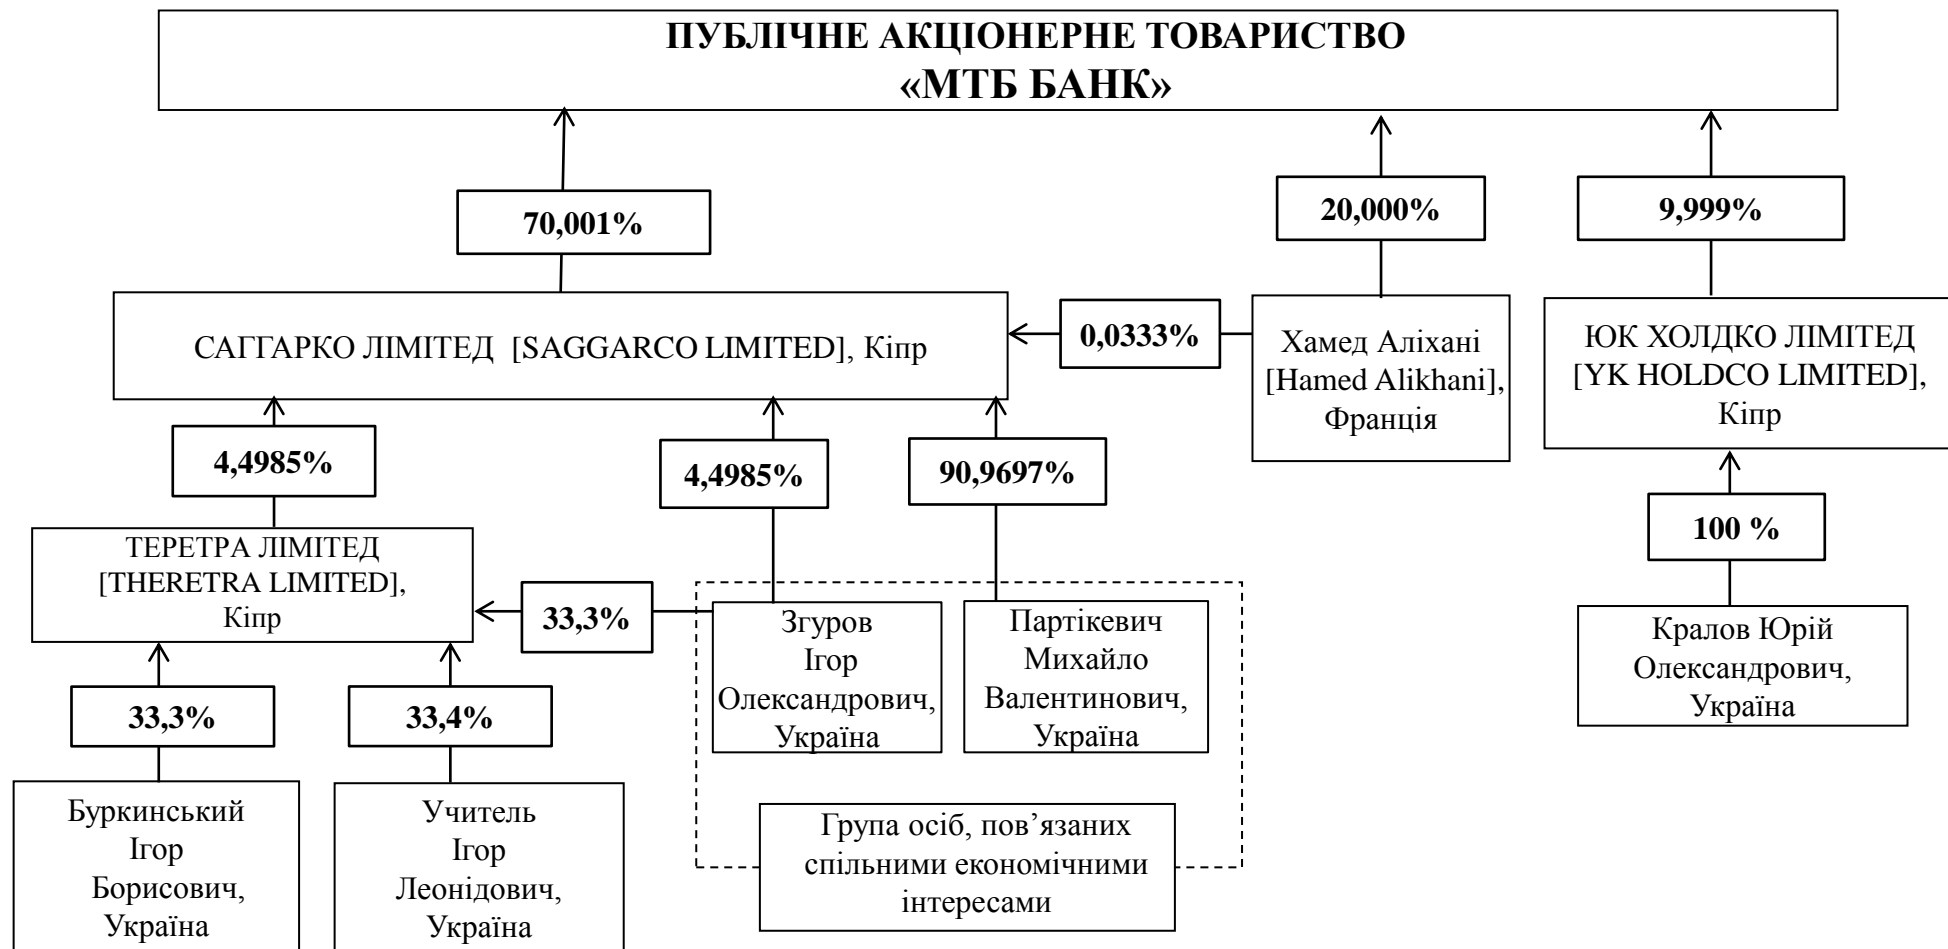 ПУБЛІЧНЕ АКЦІОНЕРНЕ ТОВАРИСТВО
«МТБ БАНК»
70,001%
20,000%
9,999%
САГГАРКО ЛІМІТЕД [SAGGARCO LIMITED], Кіпр
0,0333%
Хамед Аліхані
[Hamed Alikhani],
Франція
ЮК ХОЛДКО ЛІМІТЕД
[YK HOLDCO LIMITED],
Кіпр
4,4985%
4,4985%
90,9697%
100 %
ТЕРЕТРА ЛІМІТЕД
[THERETRA LIMITED],
Кіпр
33,3%
Згуров
Ігор
Олександрович,
Україна
Партікевич
Михайло
Валентинович,
Україна
Кралов Юрій
Олександрович,
Україна
33,3%
33,4%
Буркинський
Ігор
Борисович,
Україна
Учитель
Ігор
Леонідович,
Україна
Група осіб, пов’язаних
спільними економічними
інтересами